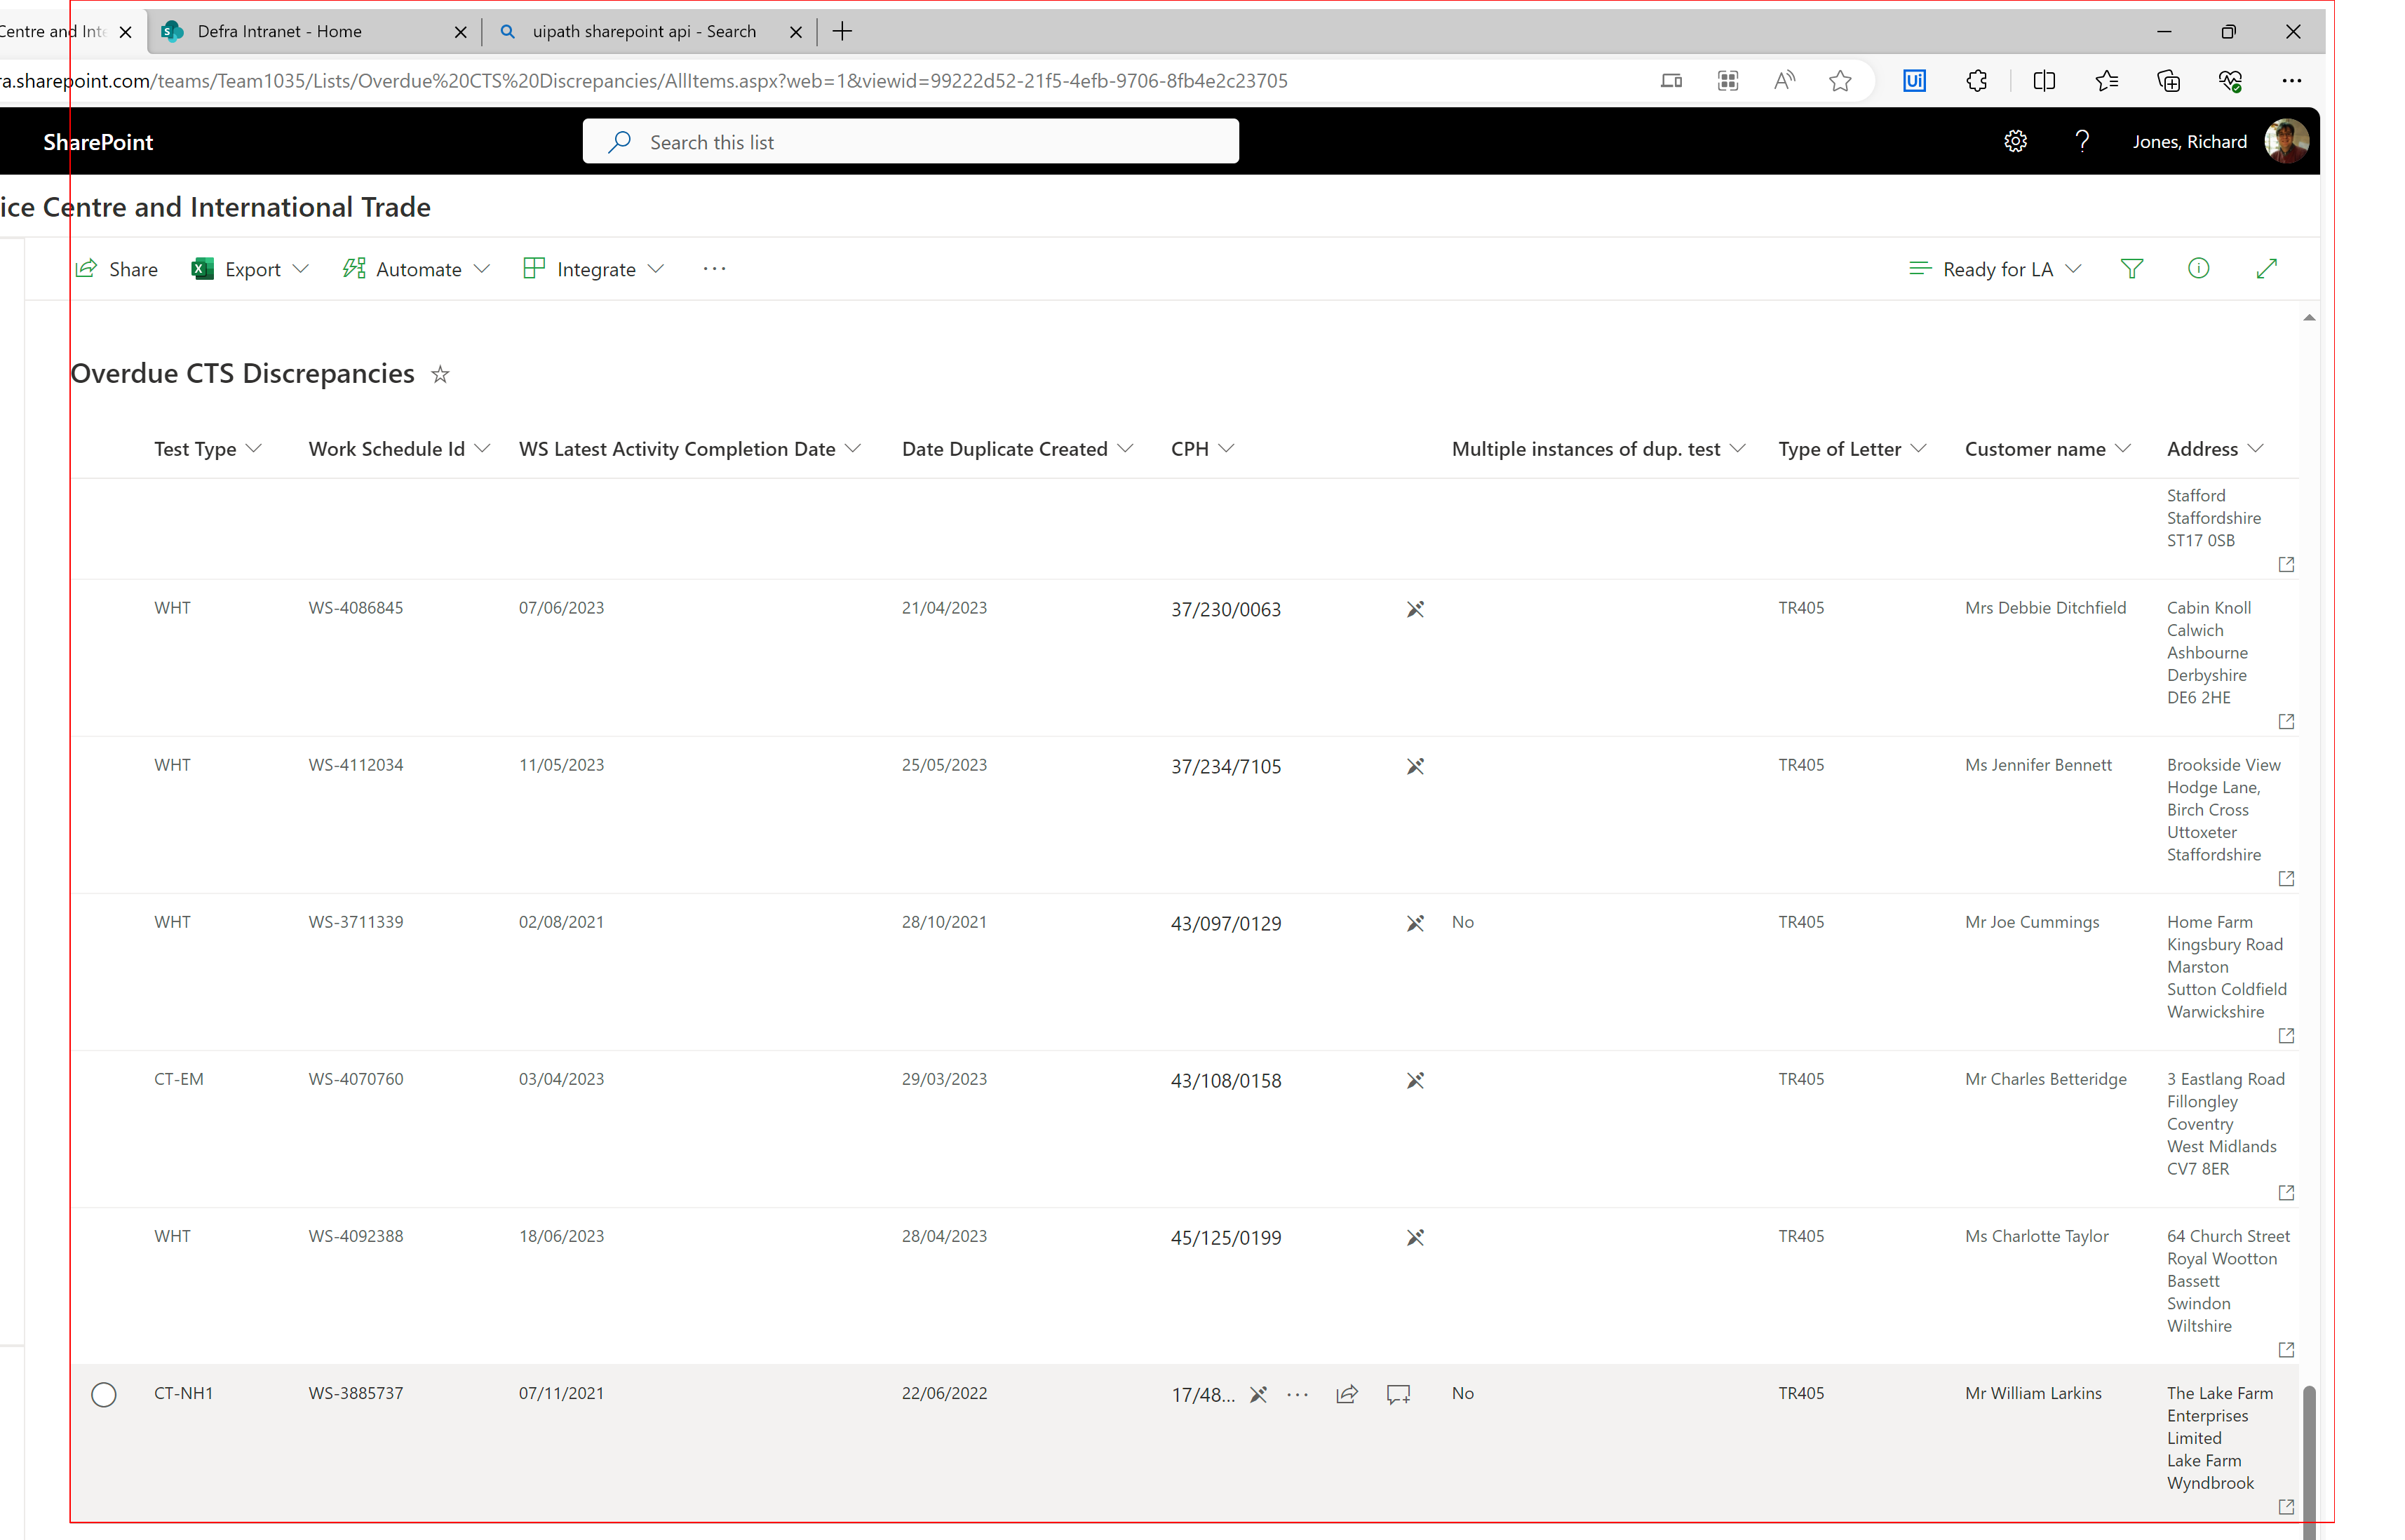 Centre and Inte
Defra Intranet - Home
uipath sharepoint api - Search
ra.sharepoint.com/teams/Team1035/Lists/Overdue%20CTS%20Discrepancies/AllItems.aspx?web=1&viewid=99222d52-21f5-4efb-9706-8fb4e2c23705
SharePoint
Search this list
Jones, Richard
ice Centre and International Trade
Share Export Automate Integrate ··· Ready for LA
Overdue CTS Discrepancies
Test Type Work Schedule Id WS Latest Activity Completion Date Date Duplicate Created CPH Multiple instances of dup. test Type of Letter Customer name Address
Stafford
Staffordshire
ST17 0SB
WHT WS-4086845 07/06/2023 21/04/2023 37/230/0063 TR405 Mrs Debbie Ditchfield Cabin Knoll
Calwich
Ashbourne
Derbyshire
DE6 2HE
WHT WS-4112034 11/05/2023 25/05/2023 37/234/7105 TR405 Ms Jennifer Bennett Brookside View
Hodge Lane,
Birch Cross
Uttoxeter
Staffordshire
WHT WS-3711339 02/08/2021 28/10/2021 43/097/0129 No TR405 Mr Joe Cummings Home Farm
Kingsbury Road
Marston
Sutton Coldfield
Warwickshire
CT-EM WS-4070760 03/04/2023 29/03/2023 43/108/0158 TR405 Mr Charles Betteridge 3 Eastlang Road
Fillongley
Coventry
West Midlands
CV7 8ER
WHT WS-4092388 18/06/2023 28/04/2023 45/125/0199 TR405 Ms Charlotte Taylor 64 Church Street
Royal Wootton
Bassett
Swindon
Wiltshire
CT-NH1 WS-3885737 07/11/2021 22/06/2022 17/48... ··· No TR405 Mr William Larkins The Lake Farm
Enterprises
Limited
Lake Farm
Wyndbrook